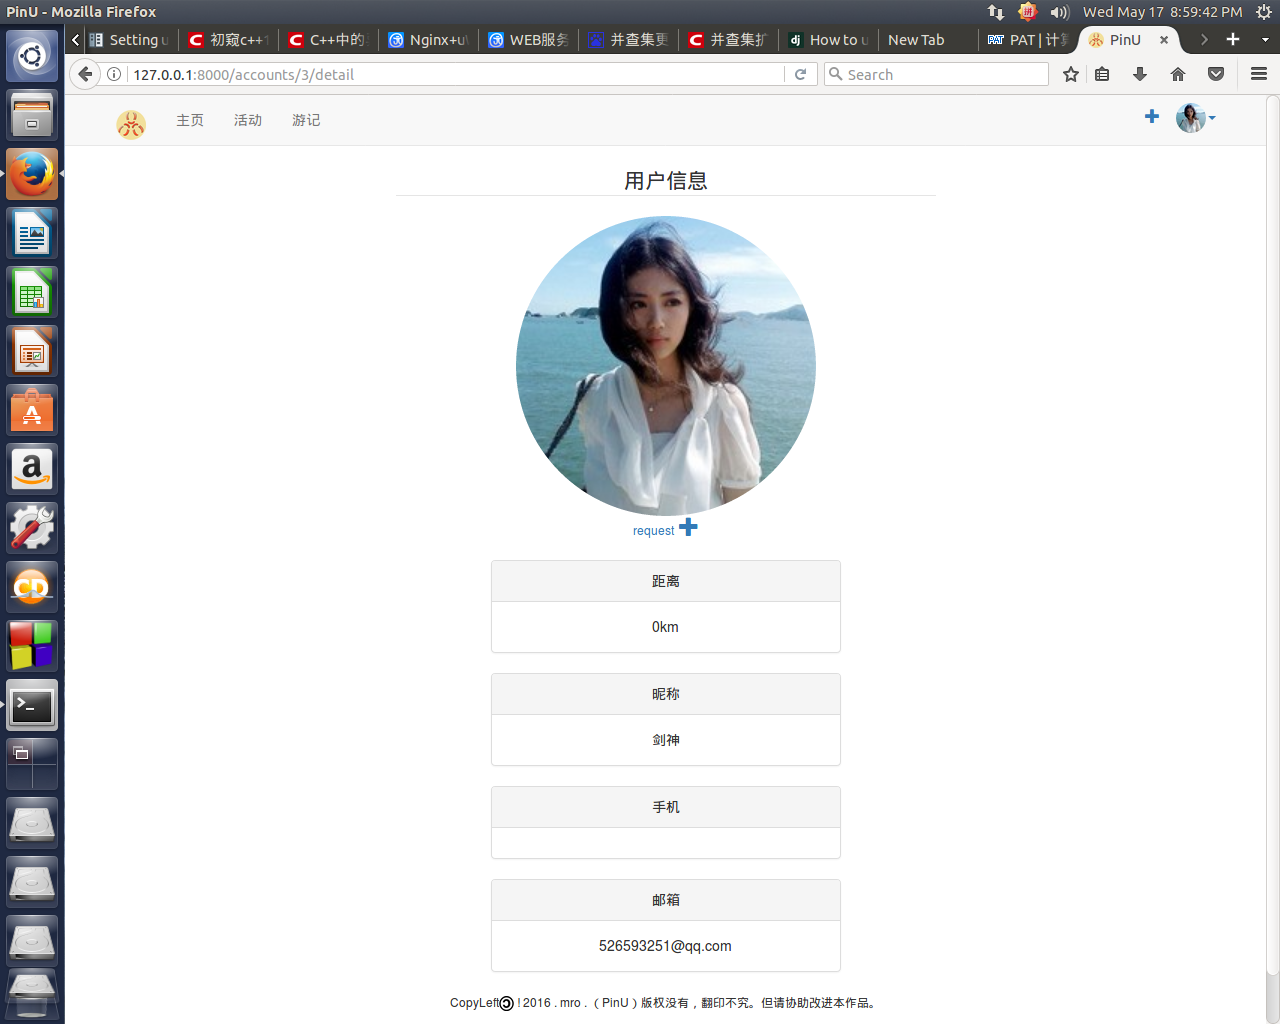 PinU - Mozilla Firefox
Wed May 17 8:59:42 PM
Setting u
初窥c++1
C++中的
Nginx+uV
WEB服务
并查集更
并查集扩
How to u
New Tab
PAT | 计算
PinU
127.0.0.1:8000/accounts/3/detail
Search
主页
活动
游记
用户信息
request
距离
0km
昵称
剑神
手机
邮箱
526593251@qq.com
CopyLeft ! 2016 . mro . ( PinU ) 版权没有，翻印不究。但请协助改进本作品。